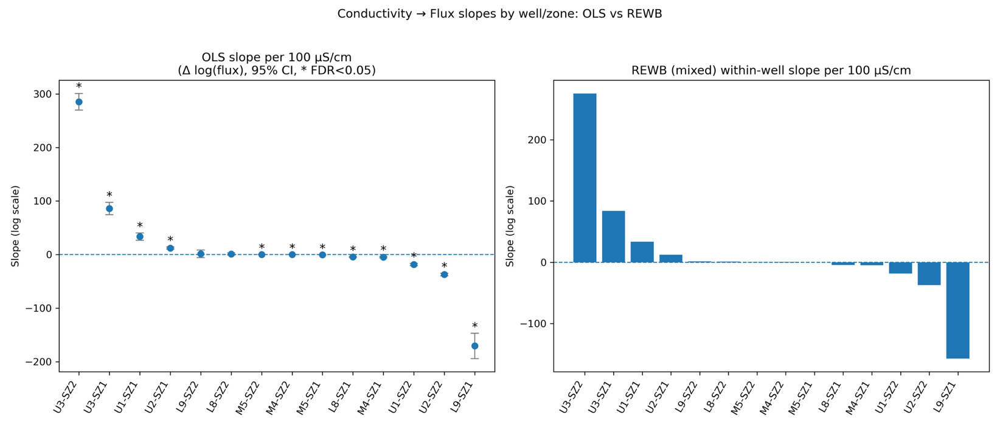 Conductivity → Flux slopes by well/zone: OLS vs REWB
OLS slope per 100 μS/cm
(Δ log(flux), 95% CI, * FDR<0.05)
Slope (log scale)
300
200
100
0
−100
−200
* * * * * * * * * * * *
U3-SZ2
U3-SZ1
U1-SZ1
U2-SZ1
L9-SZ2
L8-SZ2
M5-SZ2
M4-SZ2
M5-SZ1
L8-SZ1
M4-SZ1
U1-SZ2
U2-SZ2
L9-SZ1
REWB (mixed) within-well slope per 100 μS/cm
Slope (log scale)
200
100
0
−100
U3-SZ2
U3-SZ1
U1-SZ1
U2-SZ1
L9-SZ2
L8-SZ2
M5-SZ2
M4-SZ2
M5-SZ1
L8-SZ1
M4-SZ1
U1-SZ2
U2-SZ2
L9-SZ1